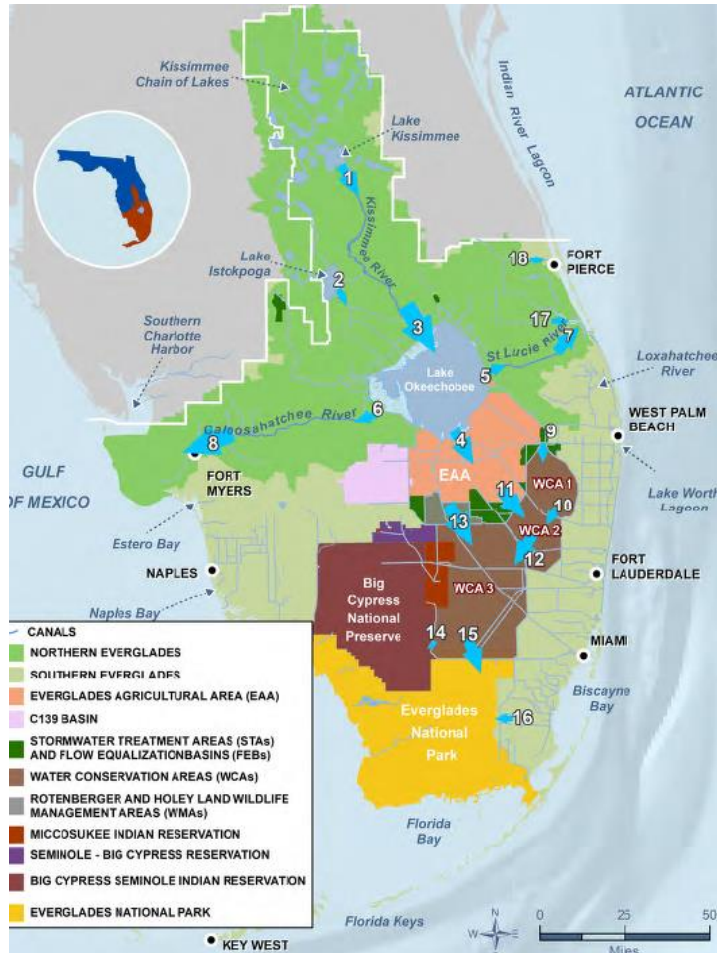 Kissimmee
Chain of Lakes
Lake
Kissimmee
Indian River Lagoon
ATLANTIC
OCEAN
1
Kissimmee River
Lake
Istokpoga
2
18
FORT
PIERCE
3
17
7
Southern
Charlotte
Harbor
St Lucie River
5
Lake
Okeechobee
Loxahatchee
River
6
Caloosahatchee River
8
4
9
WEST PALM
BEACH
EAA
FORT
MYERS
GULF
OF MEXICO
WCA 1
11
10
Lake Worth
Lagoon
13
WCA 2
12
Estero Bay
NAPLES
Big
Cypress
National
Preserve
WCA 3
FORT
LAUDERDALE
Naples Bay
14
15
MIAMI
Biscayne
Bay
Everglades
National
Park
16
Florida
Bay
CANALS
NORTHERN EVERGLADES
SOUTHERN EVERGLADES
EVERGLADES AGRICULTURAL AREA (EAA)
C139 BASIN
STORMWATER TREATMENT AREAS (STAs)
AND FLOW EQUALIZATIONBASINS (FEBs)
WATER CONSERVATION AREAS (WCAs)
ROTENBERGER AND HOLEY LAND WILDLIFE
MANAGEMENT AREAS (WMAs)
MICCOSUKEE INDIAN RESERVATION
SEMINOLE - BIG CYPRESS RESERVATION
BIG CYPRESS SEMINOLE INDIAN RESERVATION
EVERGLADES NATIONAL PARK
Florida Keys
KEY WEST
N
W
E
S
0 25 50
Miles